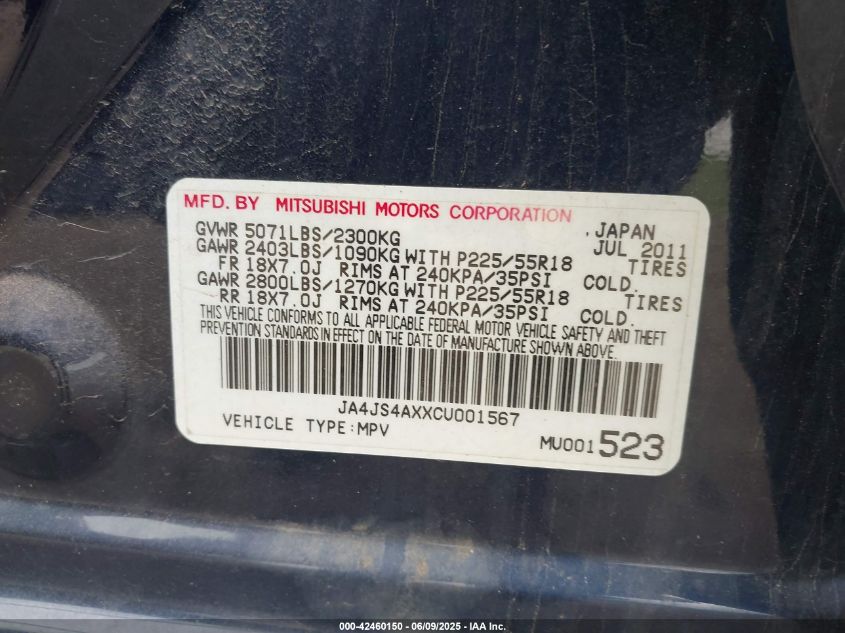 MFD. BY MITSUBISHI MOTORS CORPORATION
GVWR 5071LBS/2300KG .JAPAN
GAWR 2403LBS/1090KG WITH P225/55R18 JUL 2011
FR 18X7.0J RIMS AT 240KPA/35PSI COLD. TIRES
GAWR 2800LBS/1270KG WITH P225/55R18 TIRES
RR 18X7.0J RIMS AT 240KPA/35PSI COLD.
THIS VEHICLE CONFORMS TO ALL APPLICABLE FEDERAL MOTOR VEHICLE SAFETY AND THEFT
PREVENTION STANDARDS IN EFFECT ON THE DATE OF MANUFACTURE SHOWN ABOVE.
JA4JS4AXXCU001567
VEHICLE TYPE:MPV MU001523
000-42460150 - 06/09/2025 - IAA Inc.